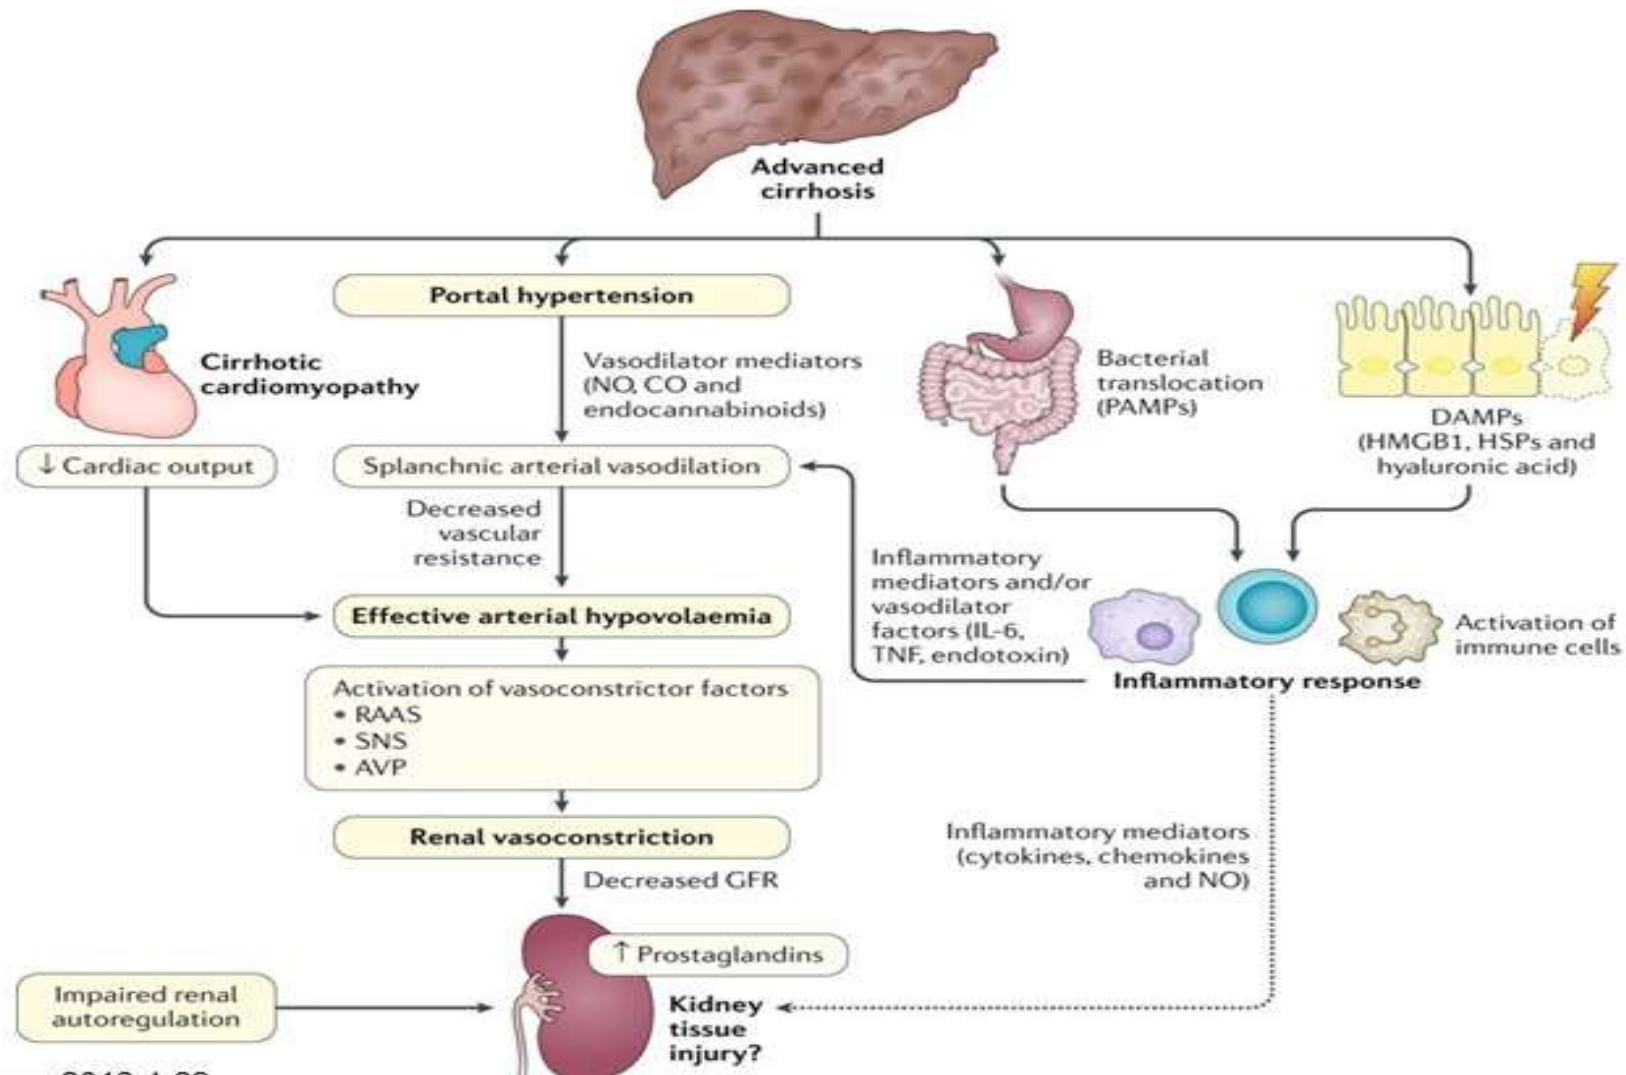 Advanced
cirrhosis
Portal hypertension
Cirrhotic
cardiomyopathy
Vasodilator mediators
(NO, CO and
endocannabinoids)
Bacterial
translocation
(PAMPs)
DAMPs
(HMGB1, HSPs and
hyaluronic acid)
↓ Cardiac output
Splanchnic arterial vasodilation
Decreased
vascular
resistance
Inflammatory
mediators and/or
vasodilator
factors (IL-6,
TNF, endotoxin)
Effective arterial hypovolaemia
Activation of
immune cells
Inflammatory response
Activation of vasoconstrictor factors
• RAAS
• SNS
• AVP
Renal vasoconstriction
Inflammatory mediators
(cytokines, chemokines
and NO)
Decreased GFR
↑ Prostaglandins
Impaired renal
autoregulation
Kidney
tissue
injury?